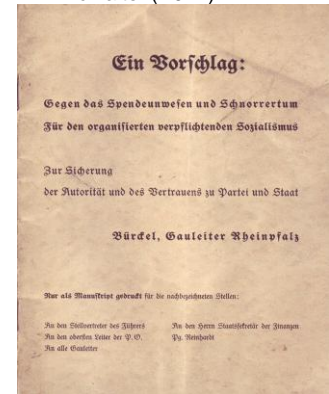 Ein Vorschlag:
Gegen das Spendeunwesen und Schnorrertum
Für den organisierten verpflichtenden Sozialismus
Zur Sicherung
der Autorität und des Vertrauens zu Partei und Staat
Bürckel, Gauleiter Rheinpfalz
Nur als Manuskript gedruckt für die nachbezeichneten Stellen:
An den Stellvertreter des Führers
An den obersten Leiter der P.O.
An alle Gauleiter
An den Herrn Staatssekretär der Finanzen
Pg. Reinhardt